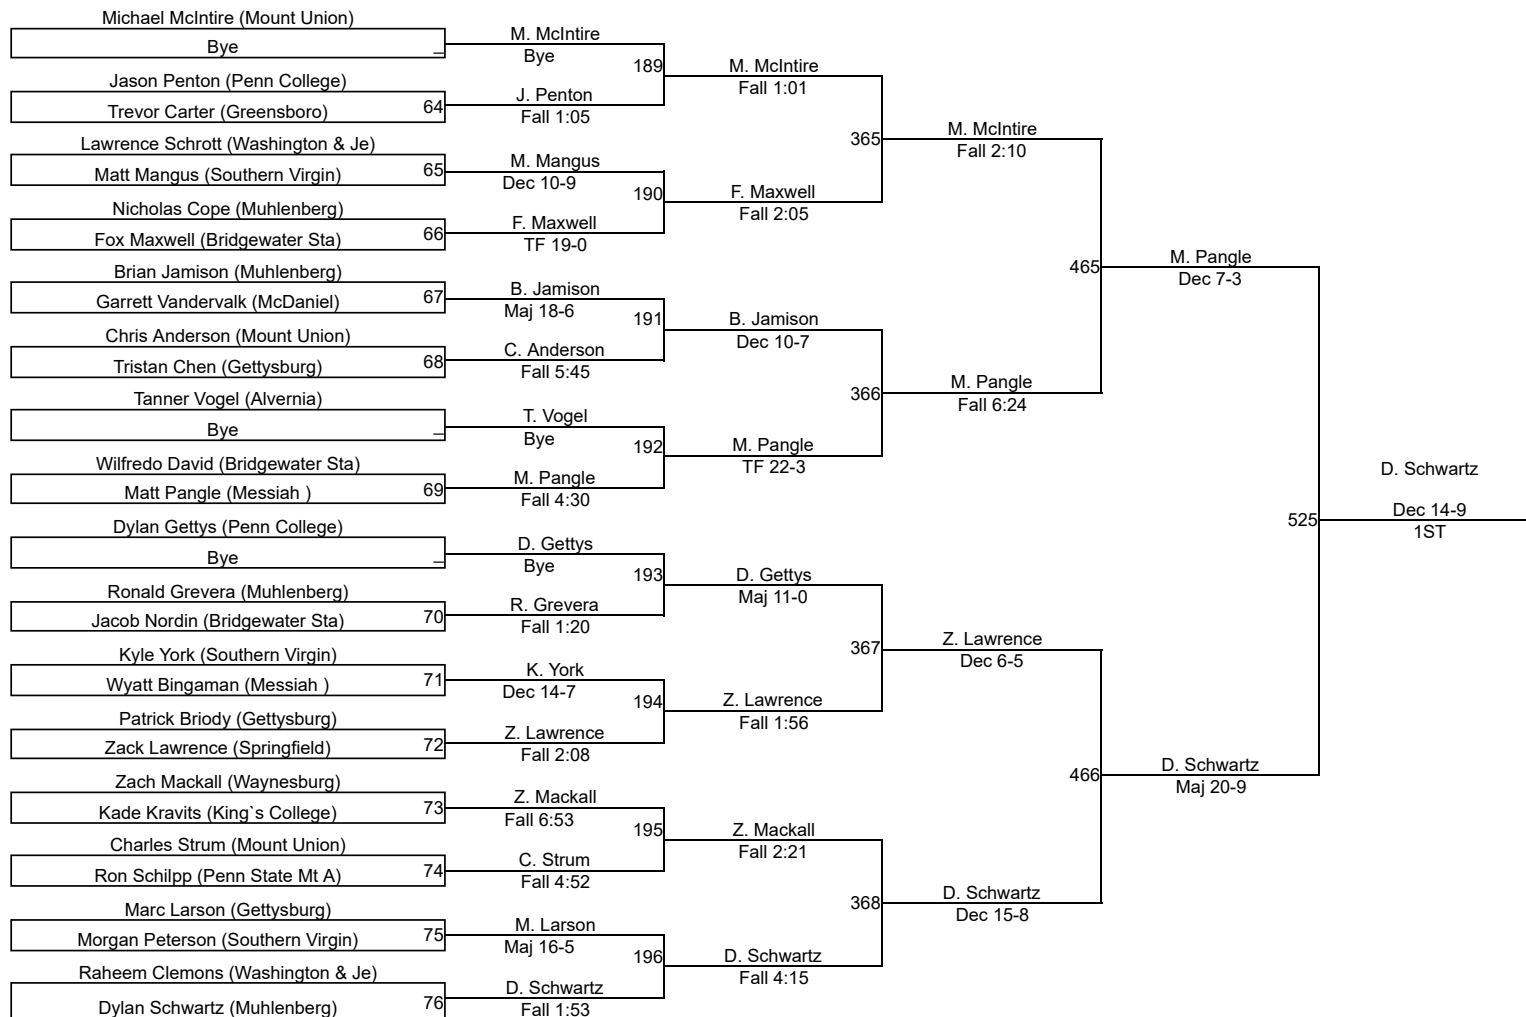 Michael McIntire (Mount Union)
Bye _
Jason Penton (Penn College)
Trevor Carter (Greensboro) 64
Lawrence Schrott (Washington & Je)
Matt Mangus (Southern Virgin) 65
Nicholas Cope (Muhlenberg)
Fox Maxwell (Bridgewater Sta) 66
Brian Jamison (Muhlenberg)
Garrett Vandervalk (McDaniel) 67
Chris Anderson (Mount Union)
Tristan Chen (Gettysburg) 68
Tanner Vogel (Alvernia)
Bye _
Wilfredo David (Bridgewater Sta)
Matt Pangle (Messiah ) 69
Dylan Gettys (Penn College)
Bye _
Ronald Grevera (Muhlenberg)
Jacob Nordin (Bridgewater Sta) 70
Kyle York (Southern Virgin)
Wyatt Bingaman (Messiah ) 71
Patrick Briody (Gettysburg)
Zack Lawrence (Springfield) 72
Zach Mackall (Waynesburg)
Kade Kravits (King`s College) 73
Charles Strum (Mount Union)
Ron Schilpp (Penn State Mt A) 74
Marc Larson (Gettysburg)
Morgan Peterson (Southern Virgin) 75
Raheem Clemons (Washington & Je)
Dylan Schwartz (Muhlenberg) 76
M. McIntire
Bye
189
J. Penton
Fall 1:05
M. Mangus
Dec 10-9
190
F. Maxwell
TF 19-0
B. Jamison
Maj 18-6
191
C. Anderson
Fall 5:45
T. Vogel
Bye
192
M. Pangle
Fall 4:30
D. Gettys
Bye
193
R. Grevera
Fall 1:20
K. York
Dec 14-7
194
Z. Lawrence
Fall 2:08
Z. Mackall
Fall 6:53
195
C. Strum
Fall 4:52
M. Larson
Maj 16-5
196
D. Schwartz
Fall 1:53
M. McIntire
Fall 1:01
365
F. Maxwell
Fall 2:05
B. Jamison
Dec 10-7
366
M. Pangle
TF 22-3
D. Gettys
Maj 11-0
367
Z. Lawrence
Fall 1:56
Z. Mackall
Fall 2:21
368
D. Schwartz
Fall 4:15
M. McIntire
Fall 2:10
465
M. Pangle
Fall 6:24
Z. Lawrence
Dec 6-5
466
D. Schwartz
Dec 15-8
M. Pangle
Dec 7-3
525
D. Schwartz
Maj 20-9
D. Schwartz
Dec 14-9
1ST